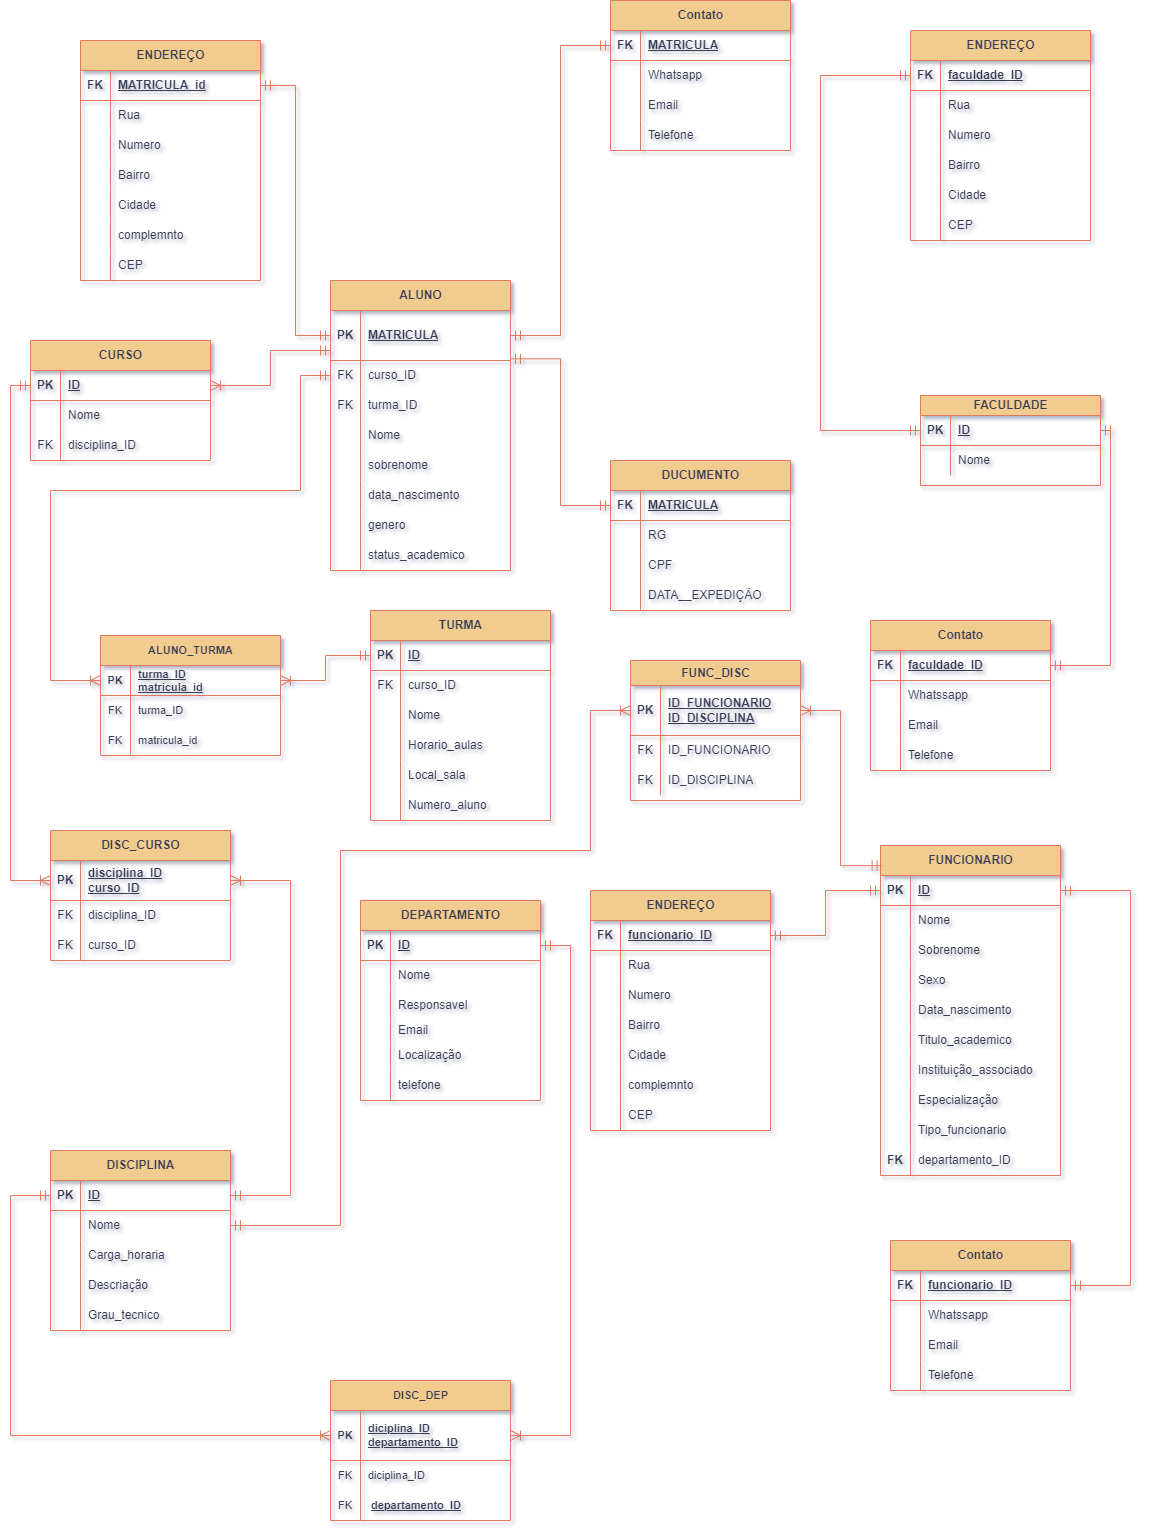 ENDEREÇO
FK MATRICULA_id
Rua
Numero
Bairro
Cidade
complemnto
CEP
Contato
FK MATRICULA
Whatsapp
Email
Telefone
ENDEREÇO
FK faculdade_ID
Rua
Numero
Bairro
Cidade
CEP
ALUNO
PK MATRICULA
FK curso_ID
FK turma_ID
Nome
sobrenome
data_nascimento
genero
status_academico
CURSO
PK ID
Nome
FK disciplina_ID
FACULDADE
PK ID
Nome
DUCUMENTO
FK MATRICULA
RG
CPF
DATA__EXPEDIÇÃO
ALUNO_TURMA
PK turma_ID
matricula_id
FK turma_ID
FK matricula_id
TURMA
PK ID
FK curso_ID
Nome
Horario_aulas
Local_sala
Numero_aluno
FUNC_DISC
PK ID_FUNCIONARIO
ID_DISCIPLINA
FK ID_FUNCIONARIO
FK ID_DISCIPLINA
Contato
FK faculdade_ID
Whatssapp
Email
Telefone
DISC_CURSO
PK disciplina_ID
curso_ID
FK disciplina_ID
FK curso_ID
DEPARTAMENTO
PK ID
Nome
Responsavel
Email
Localização
telefone
ENDEREÇO
FK funcionario_ID
Rua
Numero
Bairro
Cidade
complemnto
CEP
FUNCIONARIO
PK ID
Nome
Sobrenome
Sexo
Data_nascimento
Titulo_academico
Instituição_associado
Especialização
Tipo_funcionario
FK departamento_ID
DISCIPLINA
PK ID
Nome
Carga_horaria
Descriação
Grau_tecnico
Contato
FK funcionario_ID
Whatssapp
Email
Telefone
DISC_DEP
PK diciplina_ID
departamento_ID
FK diciplina_ID
FK departamento_ID